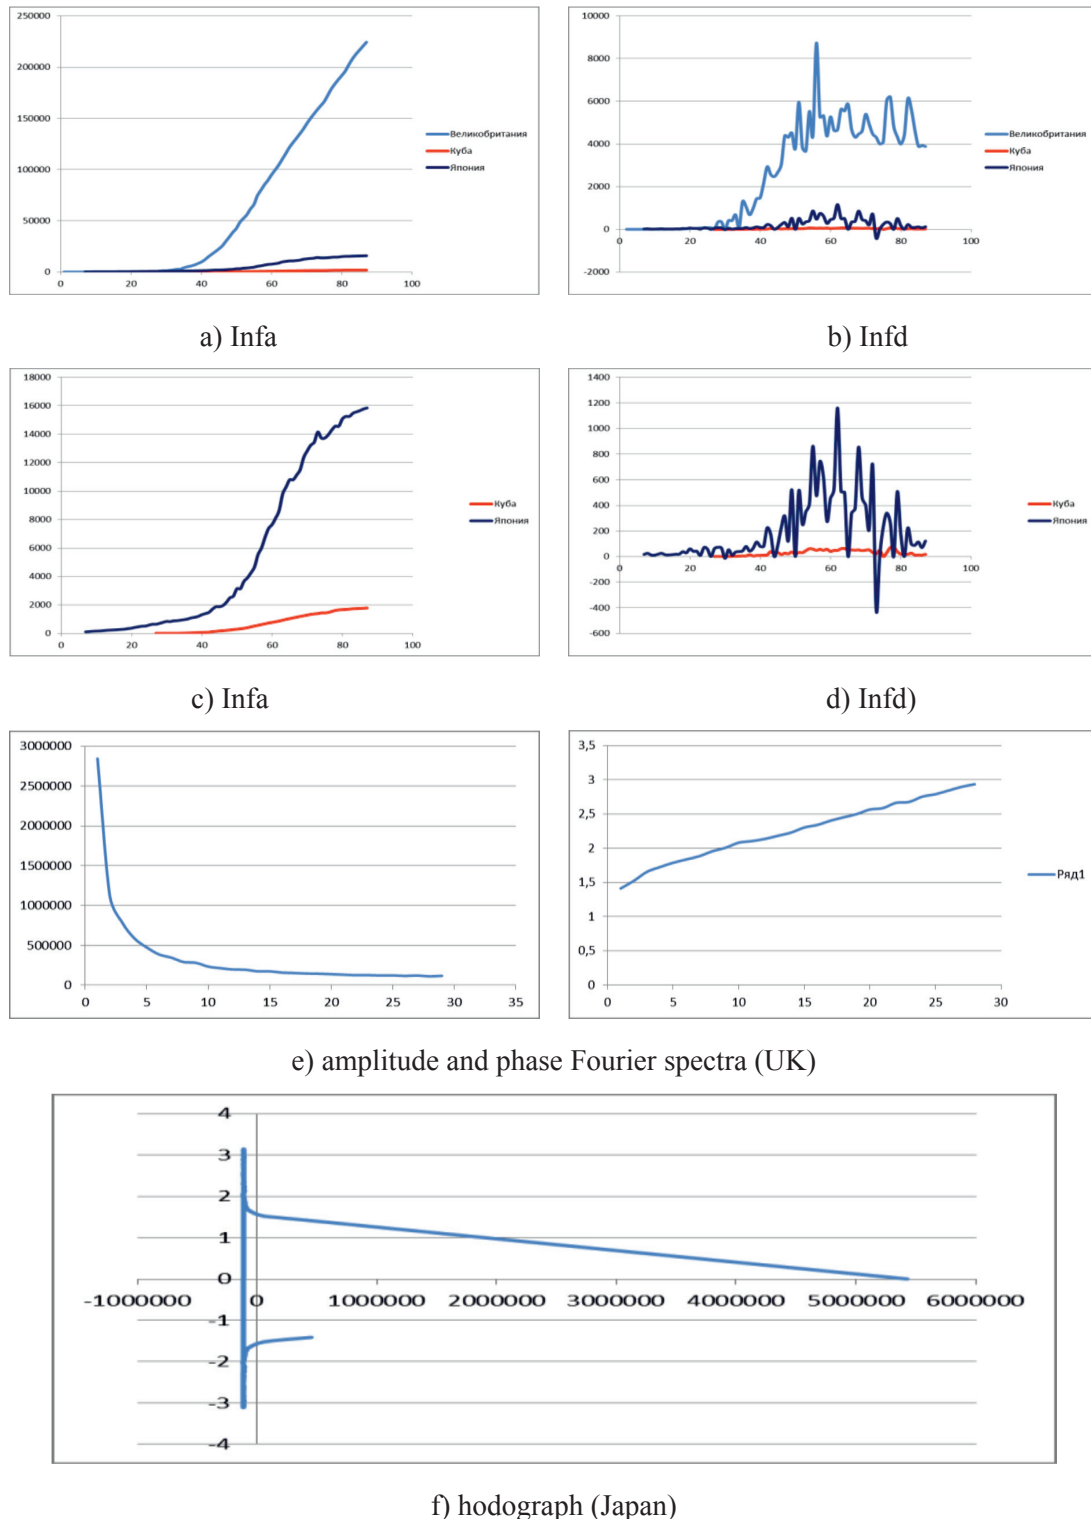 250000
200000
150000
100000
50000
0
0 20 40 60 80 100
Великобритания
Куба
Япония
a) Infa
10000
8000
6000
4000
2000
0
-2000
0 20 40 60 80 100
Великобритания
Куба
Япония
b) Infd
18000
16000
14000
12000
10000
8000
6000
4000
2000
0
0 20 40 60 80 100
Куба
Япония
c) Infa
1400
1200
1000
800
600
400
200
0
-200
-400
-600
0 20 40 60 80 100
Куба
Япония
d) Infd)
3000000
2500000
2000000
1500000
1000000
500000
0
0 5 10 15 20 25 30 35
3,5
3
2,5
2
1,5
1
0,5
0
0 5 10 15 20 25 30
Ряд1
e) amplitude and phase Fourier spectra (UK)
4
3
2
1
0
-1000000 0 1000000 2000000 3000000 4000000 5000000 6000000
-1
-2
-3
-4
f) hodograph (Japan)